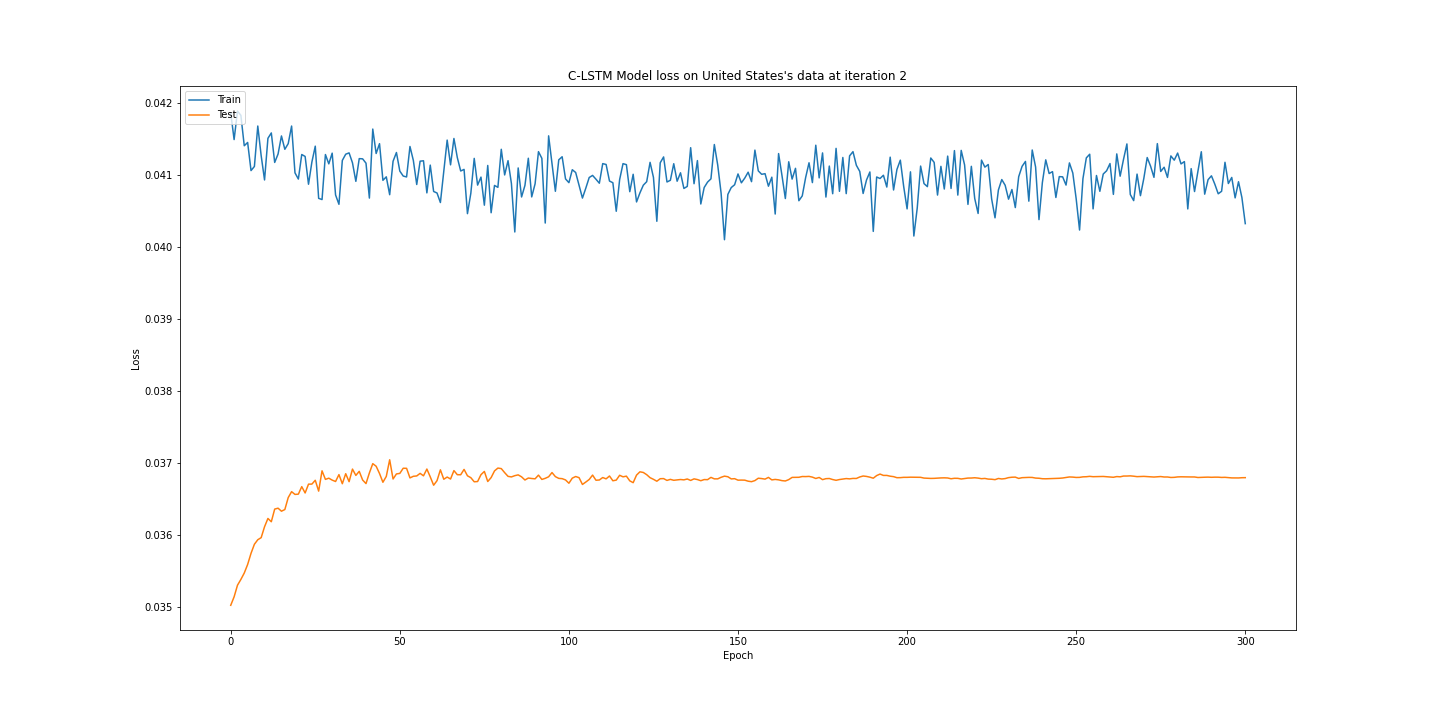 C-LSTM Model loss on United States's data at iteration 2
Train
Test
0.042
0.041
0.040
0.039
0.038
0.037
0.036
0.035
Loss
0 50 100 150 200 250 300
Epoch